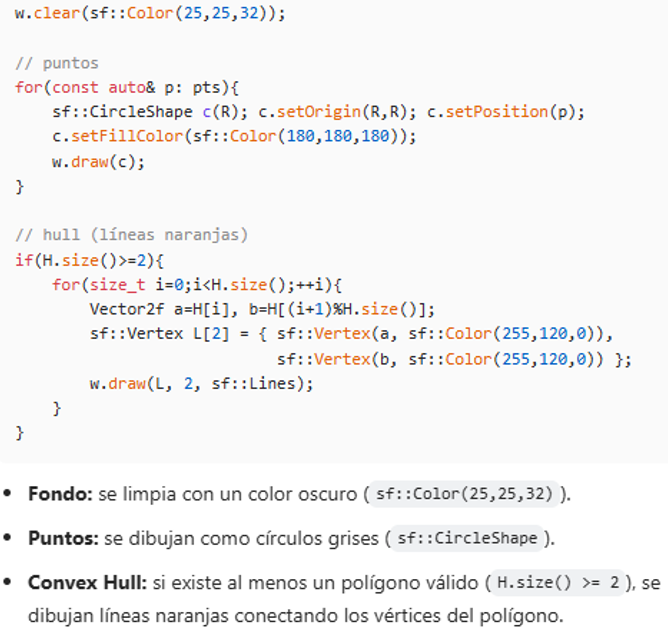 w.clear(sf::Color(25,25,32));

// puntos
for(const auto& p: pts){
    sf::CircleShape c(R); c.setOrigin(R,R); c.setPosition(p);
    c.setFillColor(sf::Color(180,180,180));
    w.draw(c);
}

// hull (líneas naranjas)
if(H.size()>=2){
    for(size_t i=0;i<H.size();++i){
        Vector2f a=H[i], b=H[(i+1)%H.size()];
        sf::Vertex L[2] = { sf::Vertex(a, sf::Color(255,120,0)),
                            sf::Vertex(b, sf::Color(255,120,0)) };
        w.draw(L, 2, sf::Lines);
    }
}
• Fondo: se limpia con un color oscuro ( sf::Color(25,25,32) ).
• Puntos: se dibujan como círculos grises ( sf::CircleShape ).
• Convex Hull: si existe al menos un polígono válido ( H.size() >= 2 ), se
dibujan líneas naranjas conectando los vértices del polígono.